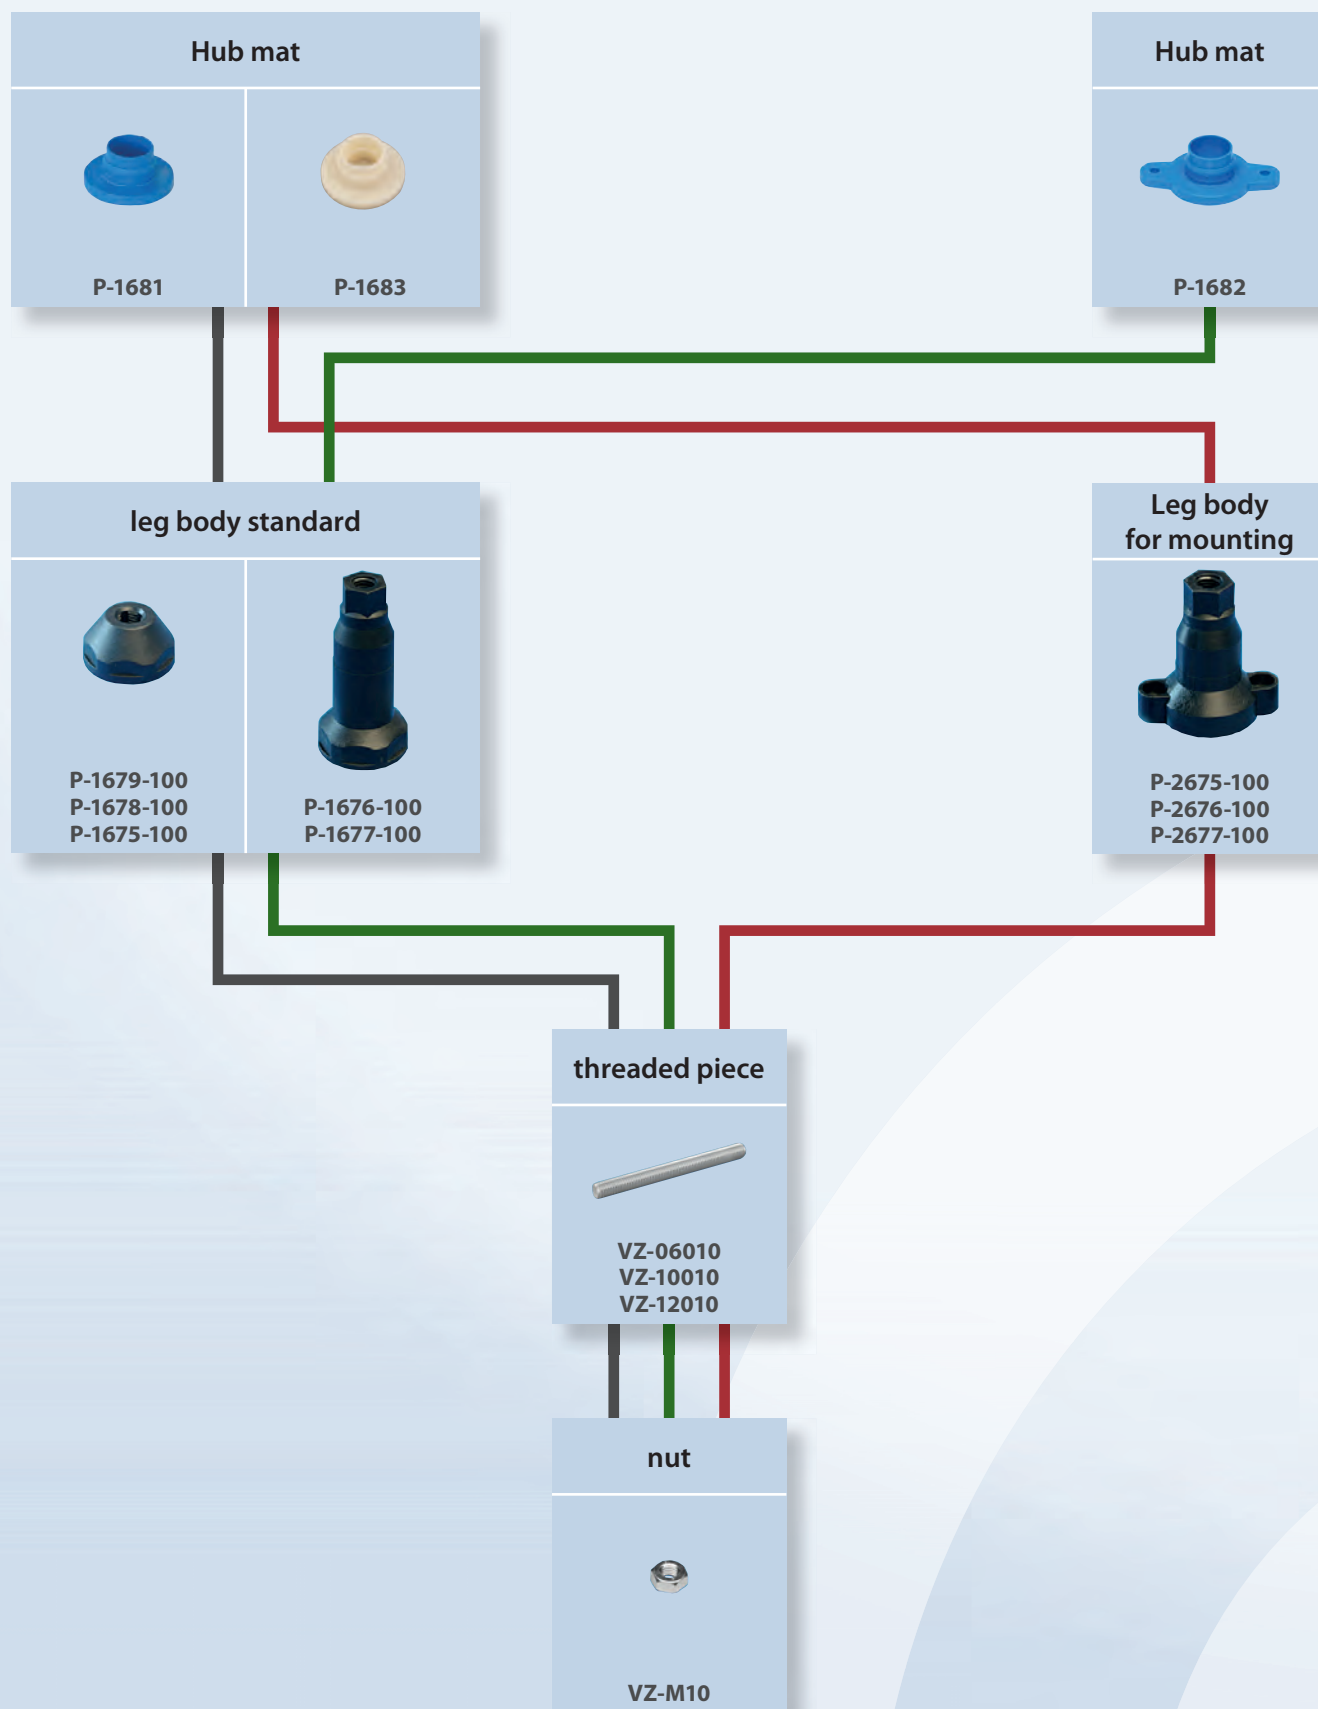 Hub mat
P-1681
P-1683
Hub mat
P-1682
leg body standard
P-1679-100
P-1678-100
P-1675-100
P-1676-100
P-1677-100
Leg body
for mounting
P-2675-100
P-2676-100
P-2677-100
threaded piece
VZ-06010
VZ-10010
VZ-12010
nut
VZ-M10